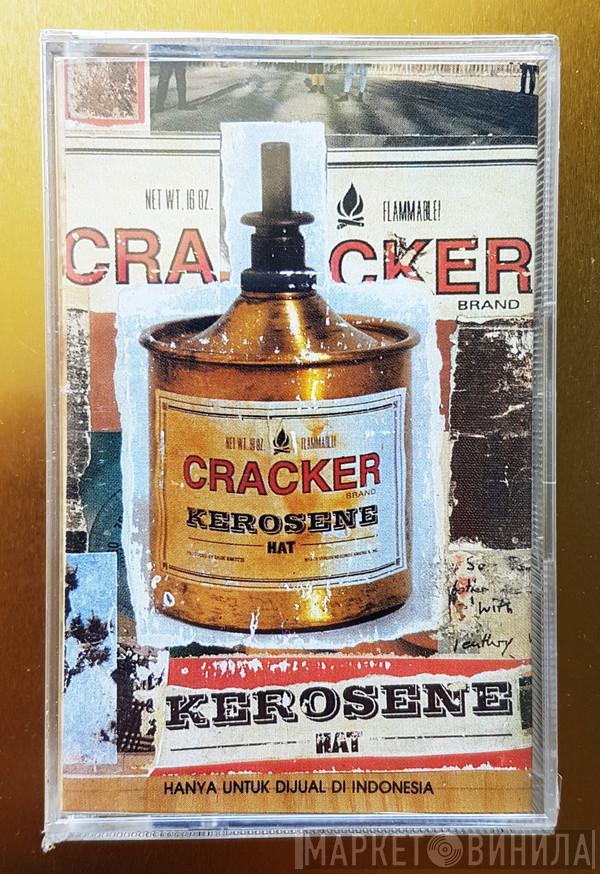 NET WT. 16 OZ.
FLAMMABLE!
CRACKER
BRAND
NET WT. 16 OZ.
FLAMMABLE!
CRACKER
BRAND
KEROSENE
HAT
So
with
KEROSENE
HAT
HANYA UNTUK DIJUAL DI INDONESIA
МАРКЕТ ВИНИЛА